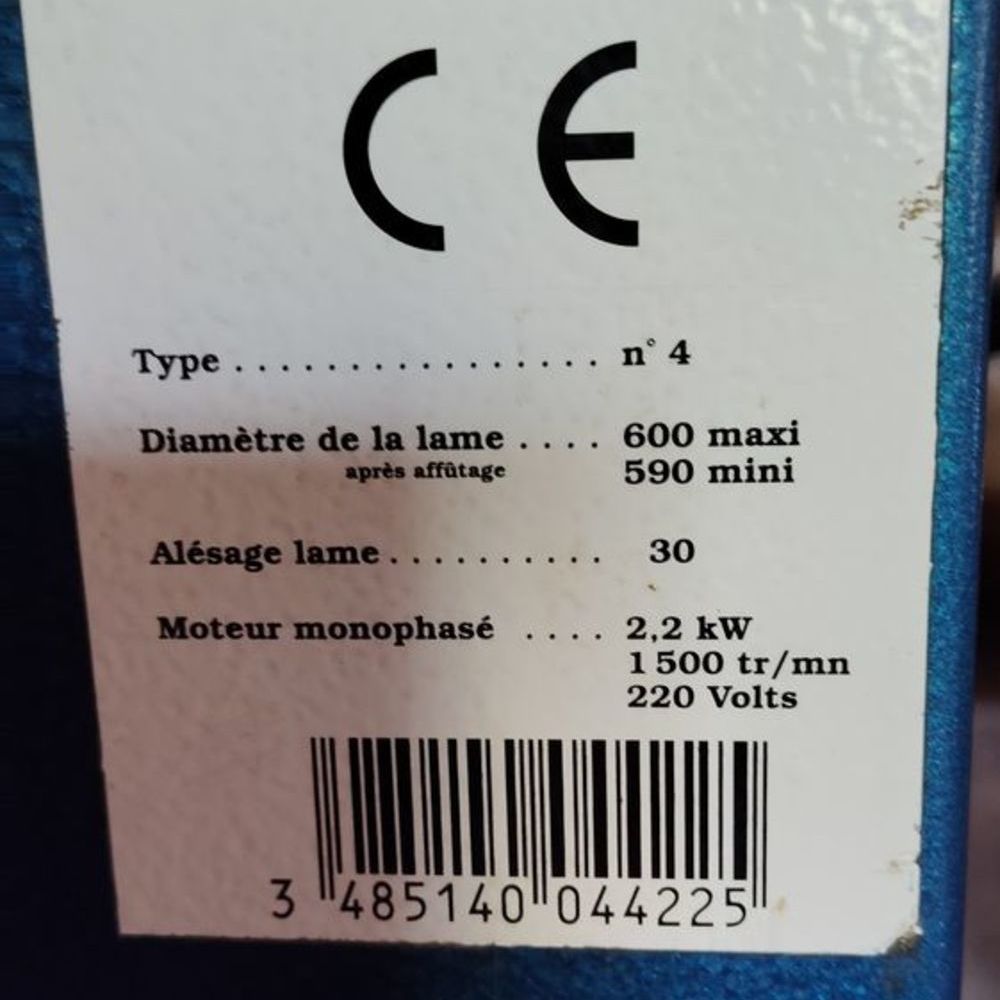 CE
Type ................ n° 4
Diamètre de la lame .... 600 maxi
après affûtage 590 mini
Alésage lame .......... 30
Moteur monophasé .... 2,2 kW
1 500 tr/mn
220 Volts
3 485140 044225